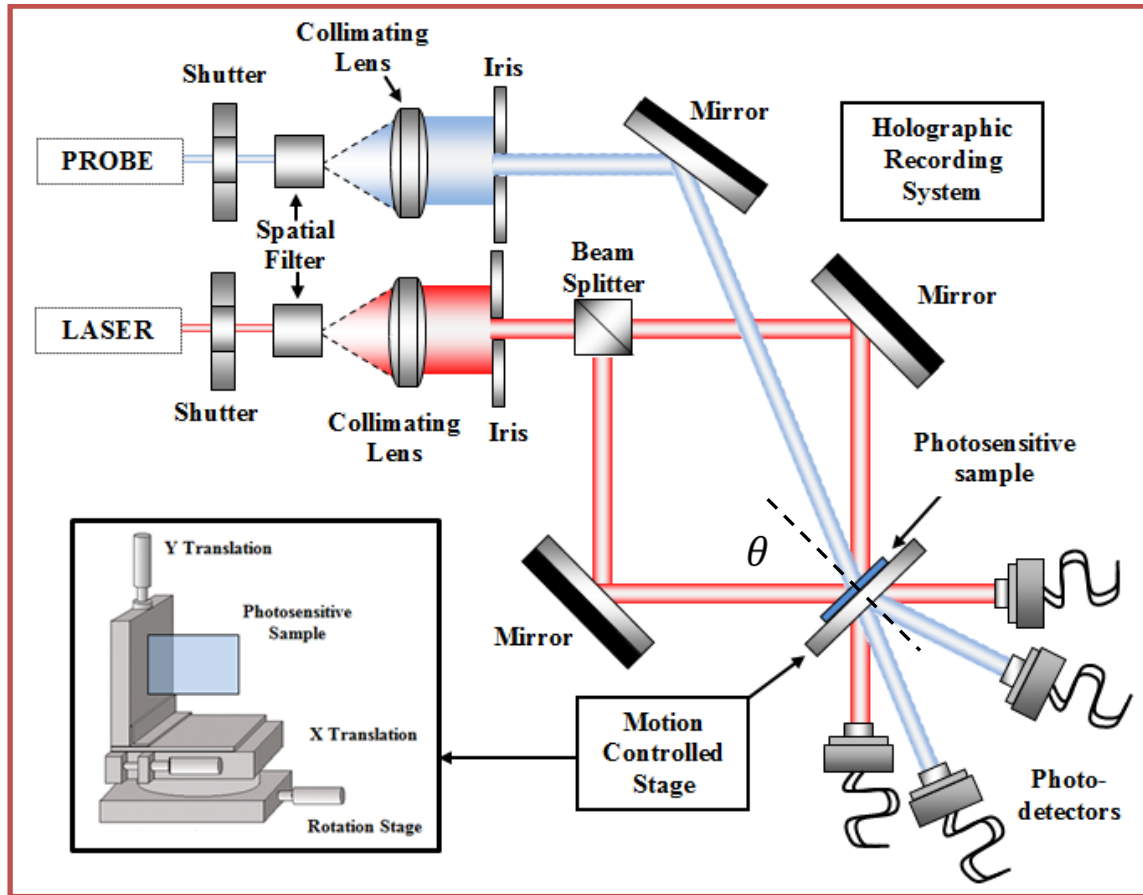 Collimating
Lens
Iris
Shutter
Mirror
Holographic
Recording
System
PROBE
Spatial
Filter
Beam
Splitter
Mirror
LASER
Shutter
Collimating
Lens
Iris
Photosensitive
sample
θ
Y Translation
Photosensitive
Sample
Mirror
X Translation
Motion
Controlled
Stage
Photo-
detectors
Rotation Stage